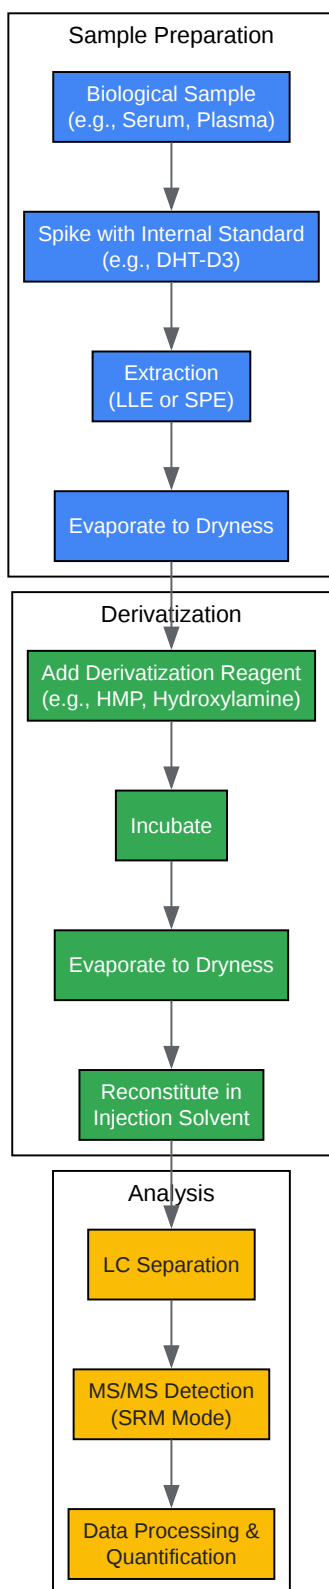 Sample Preparation
Biological Sample
(e.g., Serum, Plasma)
Spike with Internal Standard
(e.g., DHT-D3)
Extraction
(LLE or SPE)
Evaporate to Dryness
Derivatization
Add Derivatization Reagent
(e.g., HMP, Hydroxylamine)
Incubate
Evaporate to Dryness
Reconstitute in
Injection Solvent
Analysis
LC Separation
MS/MS Detection
(SRM Mode)
Data Processing &
Quantification